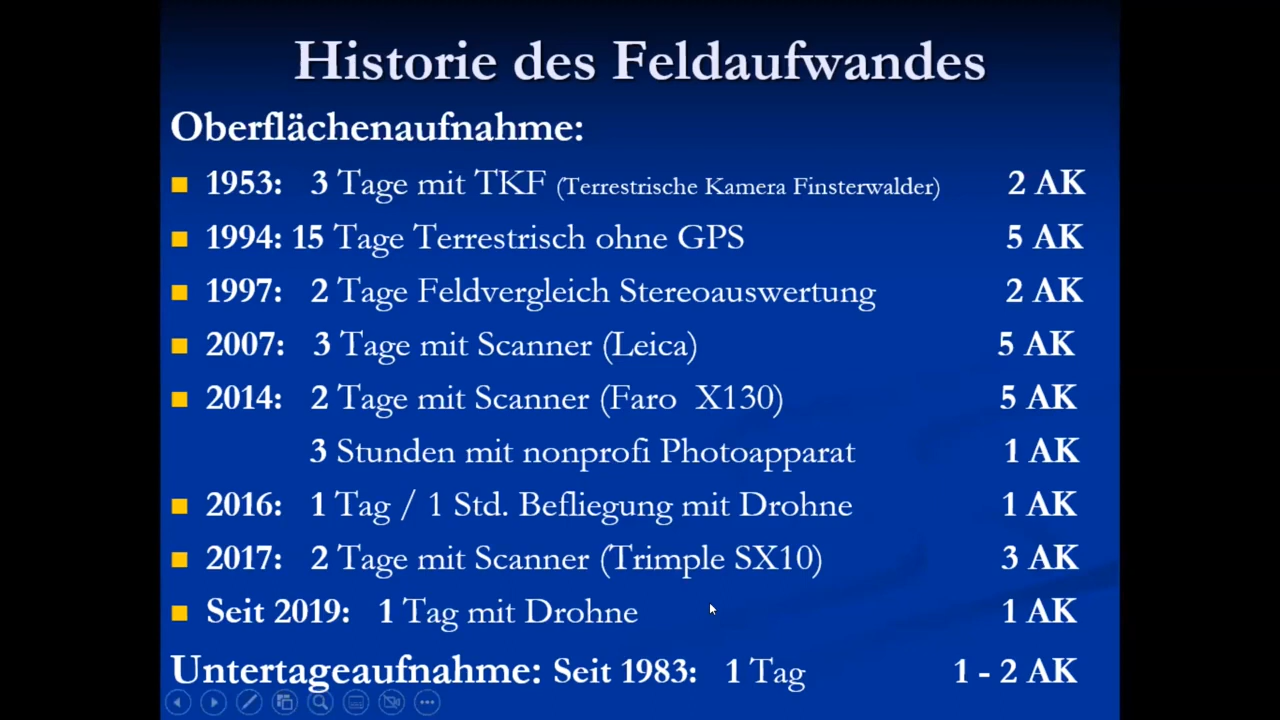 Historie des Feldaufwandes
Oberflächenaufnahme:
1953: 3 Tage mit TKF (Terrestrische Kamera Finsterwalder) 2 AK
1994: 15 Tage Terrestrisch ohne GPS 5 AK
1997: 2 Tage Feldvergleich Stereoauswertung 2 AK
2007: 3 Tage mit Scanner (Leica) 5 AK
2014: 2 Tage mit Scanner (Faro X130) 5 AK
3 Stunden mit nonprofi Photoapparat 1 AK
2016: 1 Tag / 1 Std. Befliegung mit Drohne 1 AK
2017: 2 Tage mit Scanner (Trimple SX10) 3 AK
Seit 2019: 1 Tag mit Drohne 1 AK
Untertageaufnahme: Seit 1983: 1 Tag 1 - 2 AK